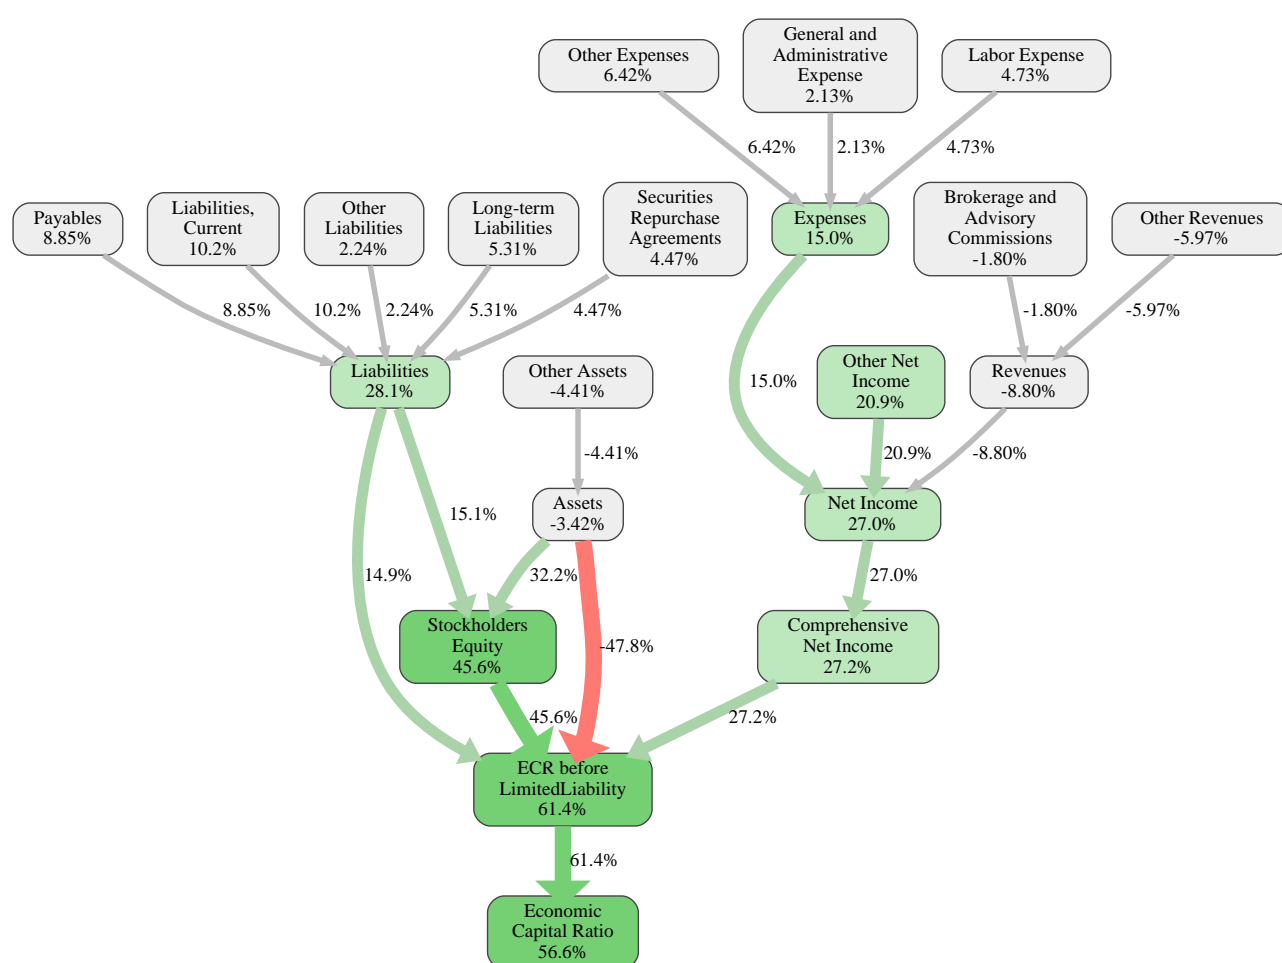 General and
Administrative
Expense
2.13%
Other Expenses
6.42%
Labor Expense
4.73%
6.42%
2.13%
4.73%
Payables
8.85%
Liabilities,
Current
10.2%
Other
Liabilities
2.24%
Long-term
Liabilities
5.31%
Securities
Repurchase
Agreements
4.47%
Expenses
15.0%
Brokerage and
Advisory
Commissions
-1.80%
Other Revenues
-5.97%
8.85%
10.2%
2.24%
5.31%
4.47%
-1.80%
-5.97%
Liabilities
28.1%
Other Assets
-4.41%
15.0%
Other Net
Income
20.9%
Revenues
-8.80%
-4.41%
20.9%
-8.80%
15.1%
Assets
-3.42%
Net Income
27.0%
14.9%
32.2%
27.0%
Stockholders
Equity
45.6%
-47.8%
Comprehensive
Net Income
27.2%
45.6%
27.2%
ECR before
LimitedLiability
61.4%
61.4%
Economic
Capital Ratio
56.6%